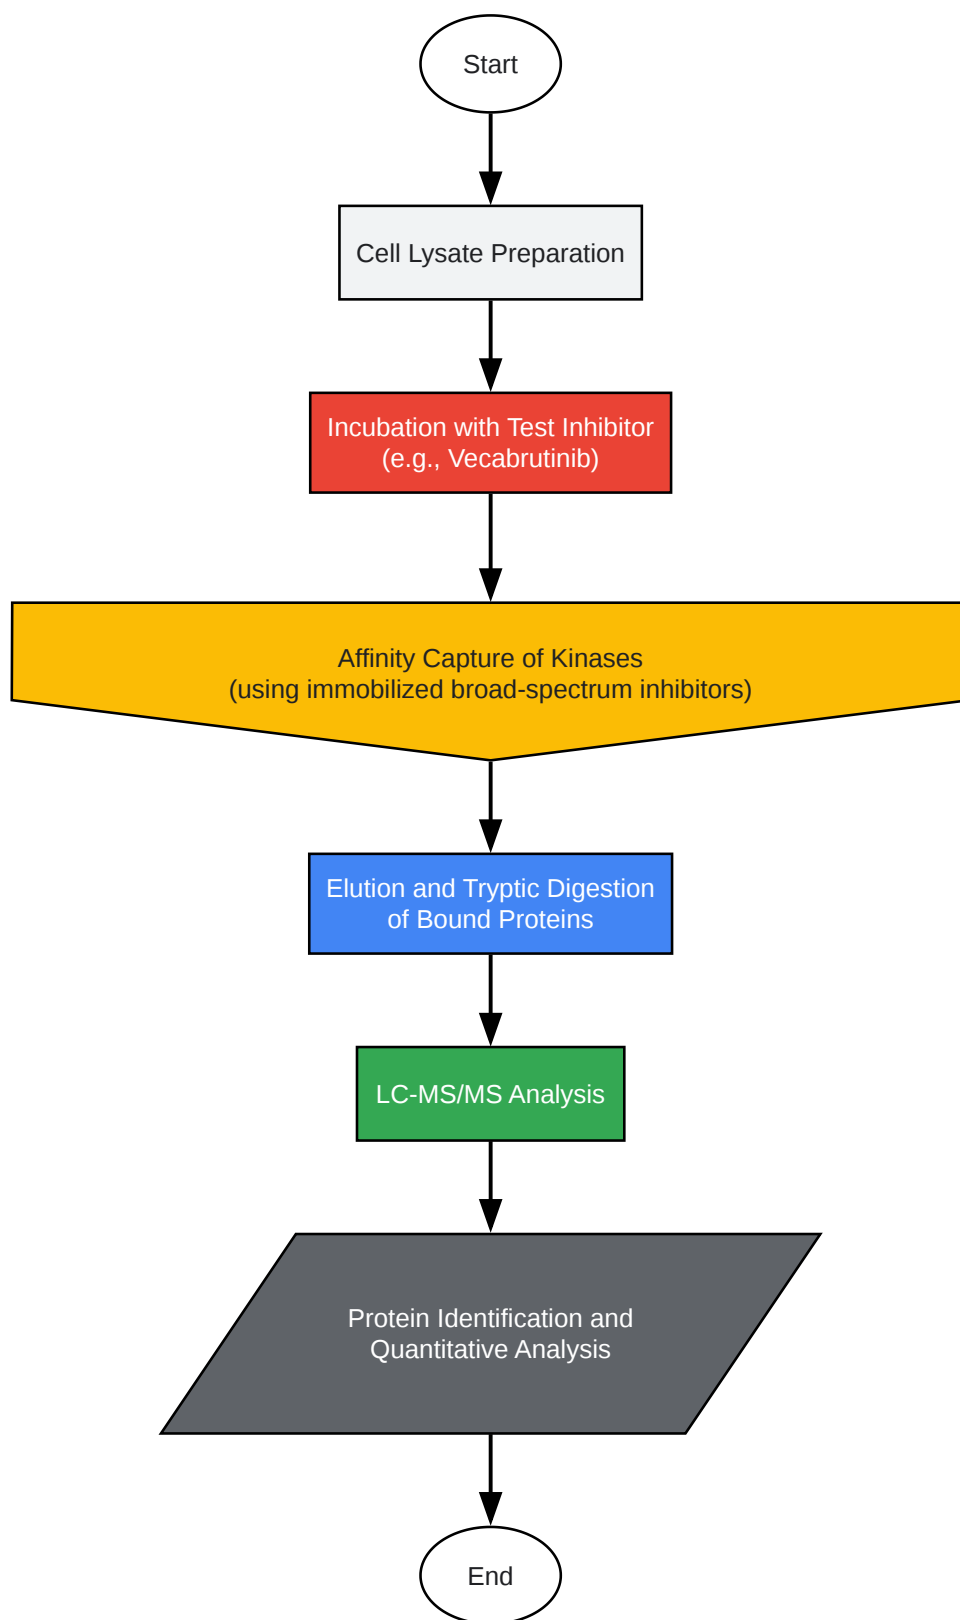 Start
Cell Lysate Preparation
Incubation with Test Inhibitor
(e.g., Vecabrutinib)
Affinity Capture of Kinases
(using immobilized broad-spectrum inhibitors)
Elution and Tryptic Digestion
of Bound Proteins
LC-MS/MS Analysis
Protein Identification and
Quantitative Analysis
End